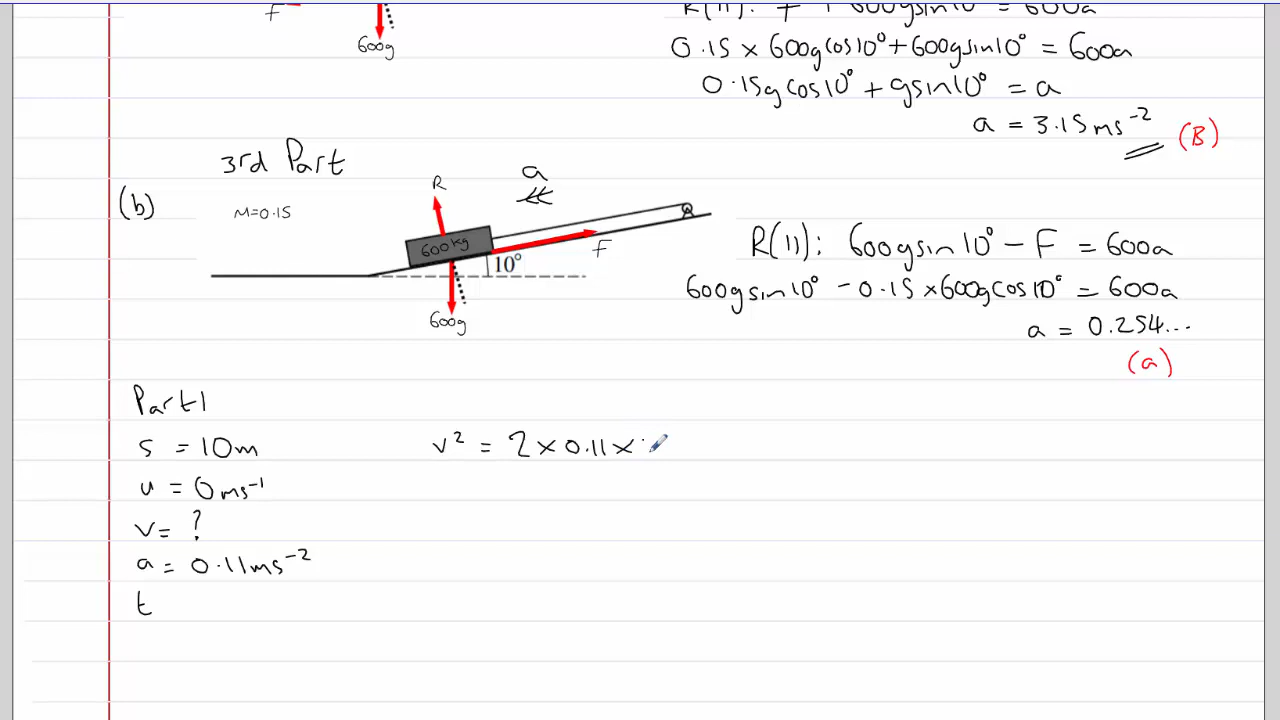 F
600g
R(11): F + 600gsin10° = 600a
0.15 × 600gcos10° + 600gsin10° = 600a
0.15gcos10° + gsin10° = a
a = 3.15ms⁻² (B)
3rd Part
(b)
M=0.15
R
a
600kg
F
10°
600g
R(11): 600gsin10° - F = 600a
600gsin10° - 0.15 × 600gcos10° = 600a
a = 0.254...
(a)
Part 1
s = 10m
v² = 2 × 0.11 ×
u = 0ms⁻¹
v = ?
a = 0.11ms⁻²
t